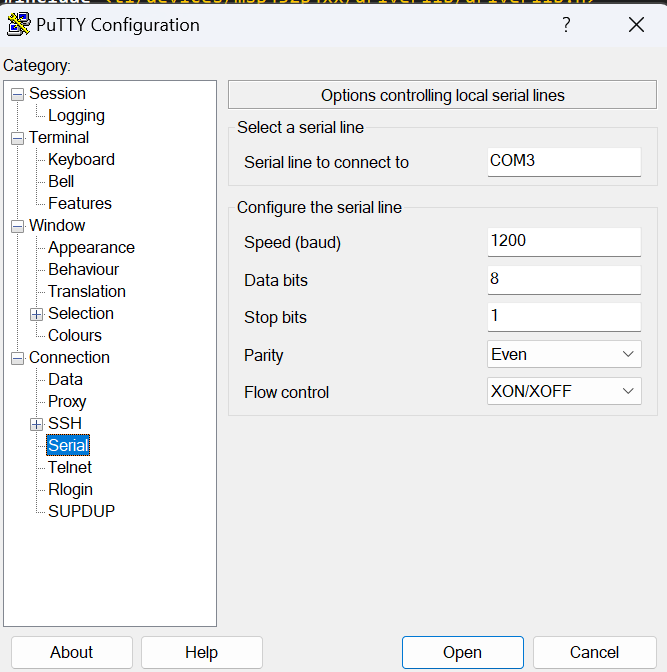 PuTTY Configuration
Category:
Session
Logging
Terminal
Keyboard
Bell
Features
Window
Appearance
Behaviour
Translation
Selection
Colours
Connection
Data
Proxy
SSH
Serial
Telnet
Rlogin
SUPDUP
Options controlling local serial lines
Select a serial line
Serial line to connect to COM3
Configure the serial line
Speed (baud) 1200
Data bits 8
Stop bits 1
Parity Even
Flow control XON/XOFF
About Help Open Cancel